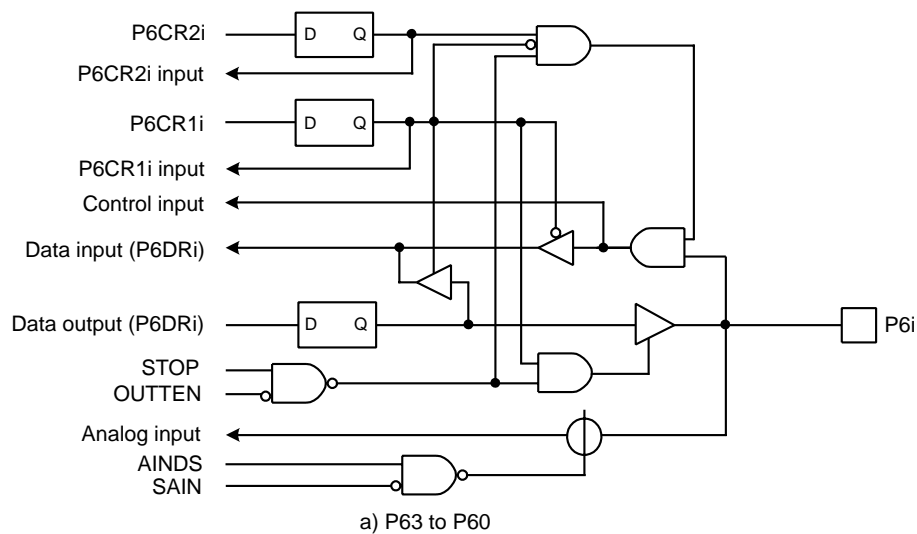 P6CR2i
D Q
P6CR2i input
P6CR1i
D Q
P6CR1i input
Control input
Data input (P6DRi)
Data output (P6DRi)
D Q
P6i
STOP
OUTTEN
Analog input
AINDS
SAIN
a) P63 to P60